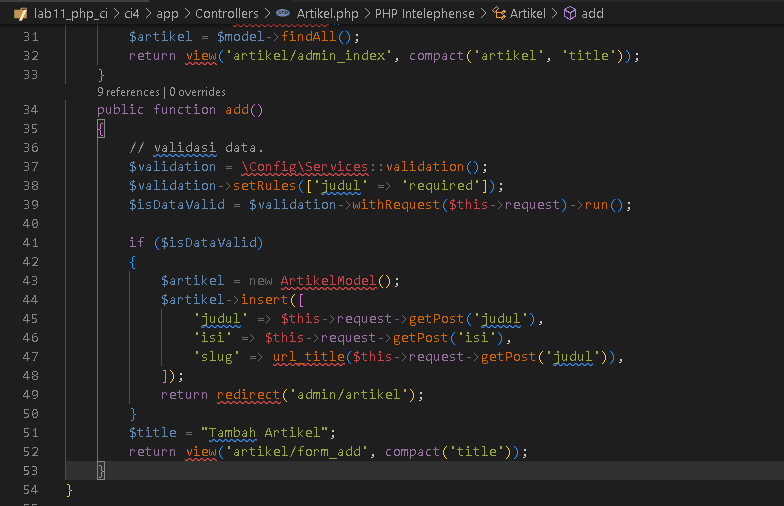 lab11_php_ci > ci4 > app > Controllers > Artikel.php > PHP Intelephense > Artikel > add
31 $artikel = $model->findAll();
32 return view('artikel/admin_index', compact('artikel', 'title'));
33 }
9 references | 0 overrides
34 public function add()
35 {
36 // validasi data.
37 $validation = \Config\Services::validation();
38 $validation->setRules(['judul' => 'required']);
39 $isDataValid = $validation->withRequest($this->request)->run();
40
41 if ($isDataValid)
42 {
43 $artikel = new ArtikelModel();
44 $artikel->insert([
45 'judul' => $this->request->getPost('judul'),
46 'isi' => $this->request->getPost('isi'),
47 'slug' => url_title($this->request->getPost('judul')),
48 ]);
49 return redirect('admin/artikel');
50 }
51 $title = "Tambah Artikel";
52 return view('artikel/form_add', compact('title'));
53 }
54 }